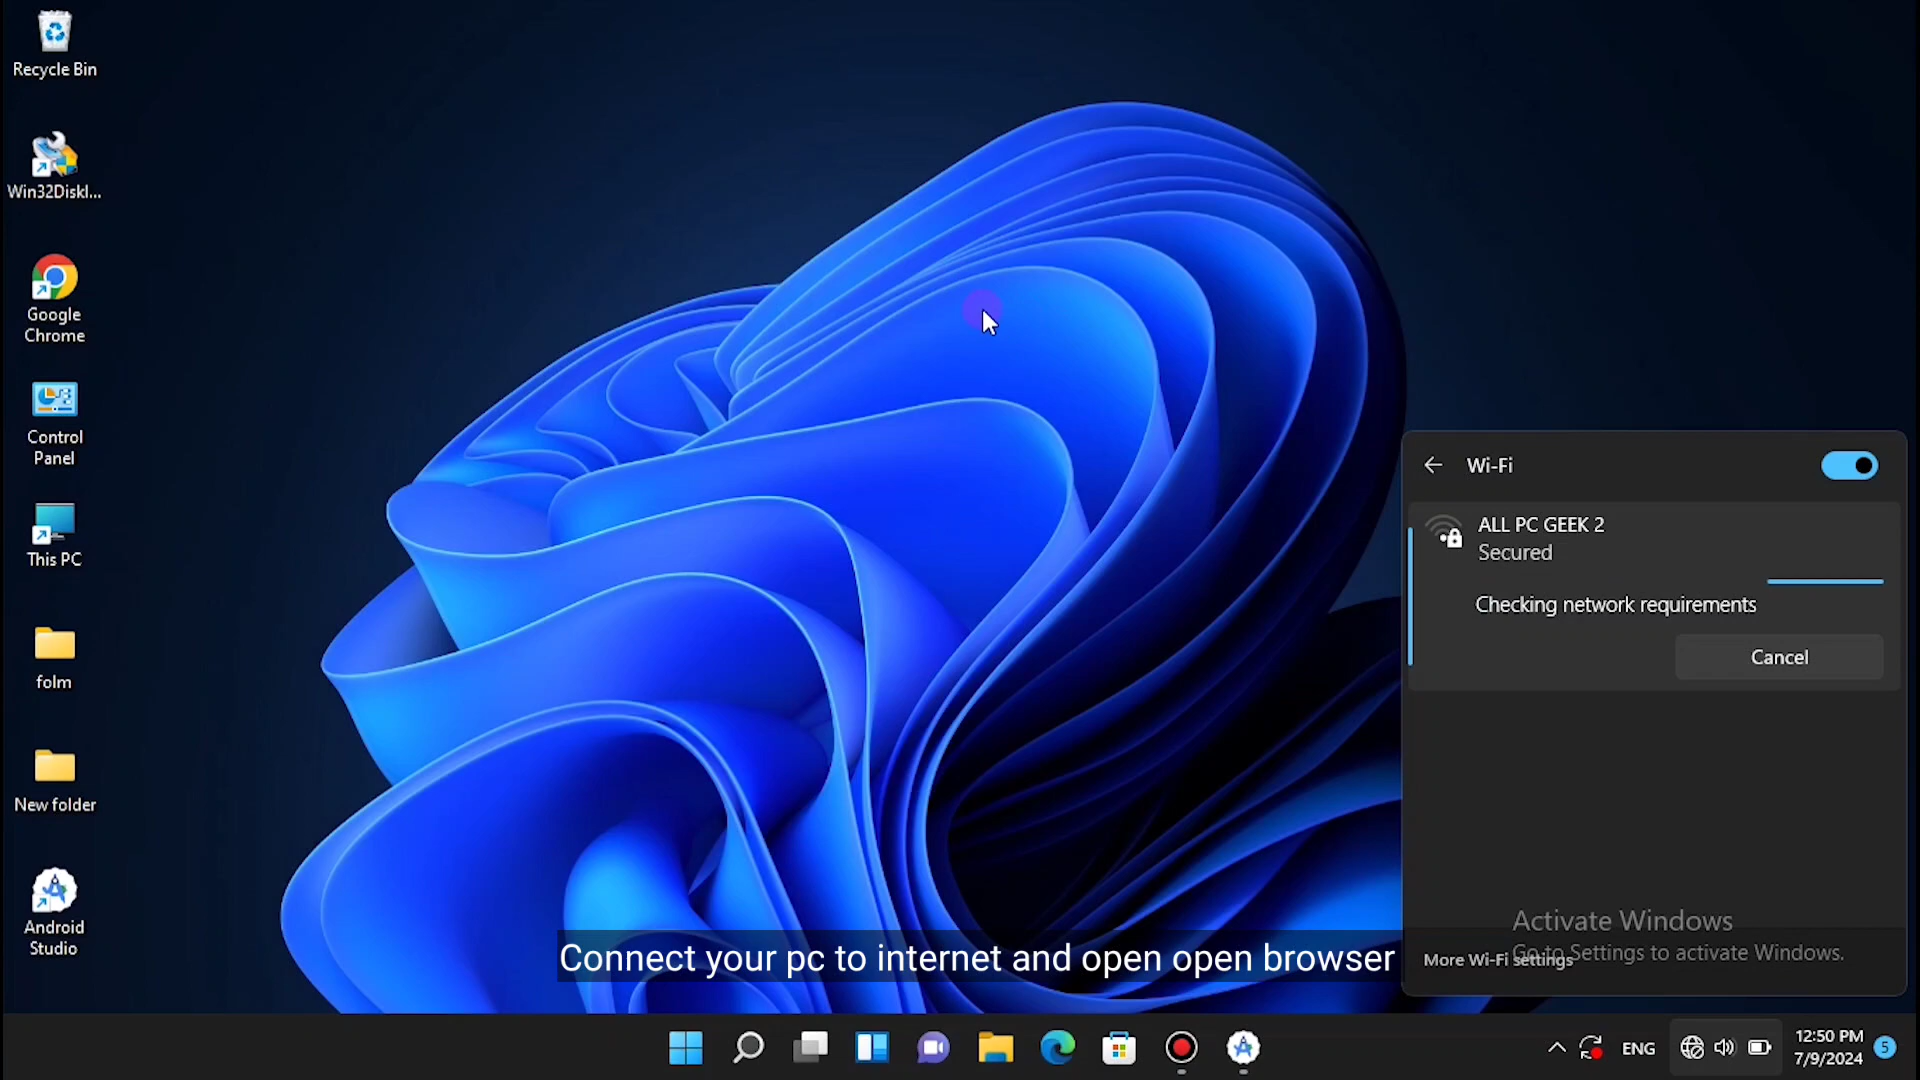 Recycle Bin
Win32DiskI...
Google
Chrome
Control
Panel
This PC
folm
New folder
Android
Studio
Wi-Fi
ALL PC GEEK 2
Secured
Checking network requirements
Cancel
Activate Windows
Go to Settings to activate Windows.
More Wi-Fi settings
Connect your pc to internet and open open browser
ENG
12:50 PM
7/9/2024
5